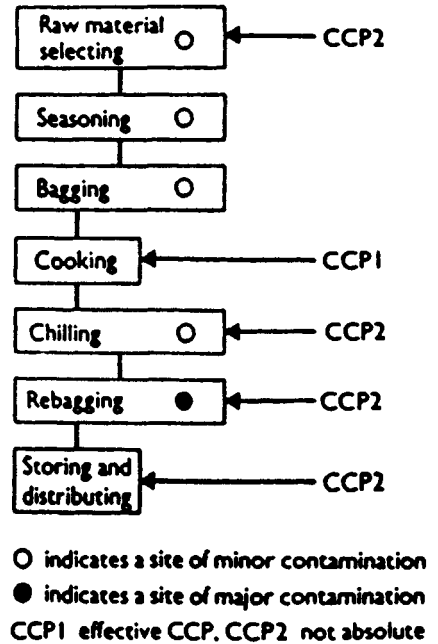 Raw material
selecting
CCP2
Seasoning
Bagging
Cooking
CCP1
Chilling
CCP2
Rebagging
CCP2
Storing and
distributing
CCP2
O indicates a site of minor contamination
● indicates a site of major contamination
CCP1 effective CCP. CCP2 not absolute